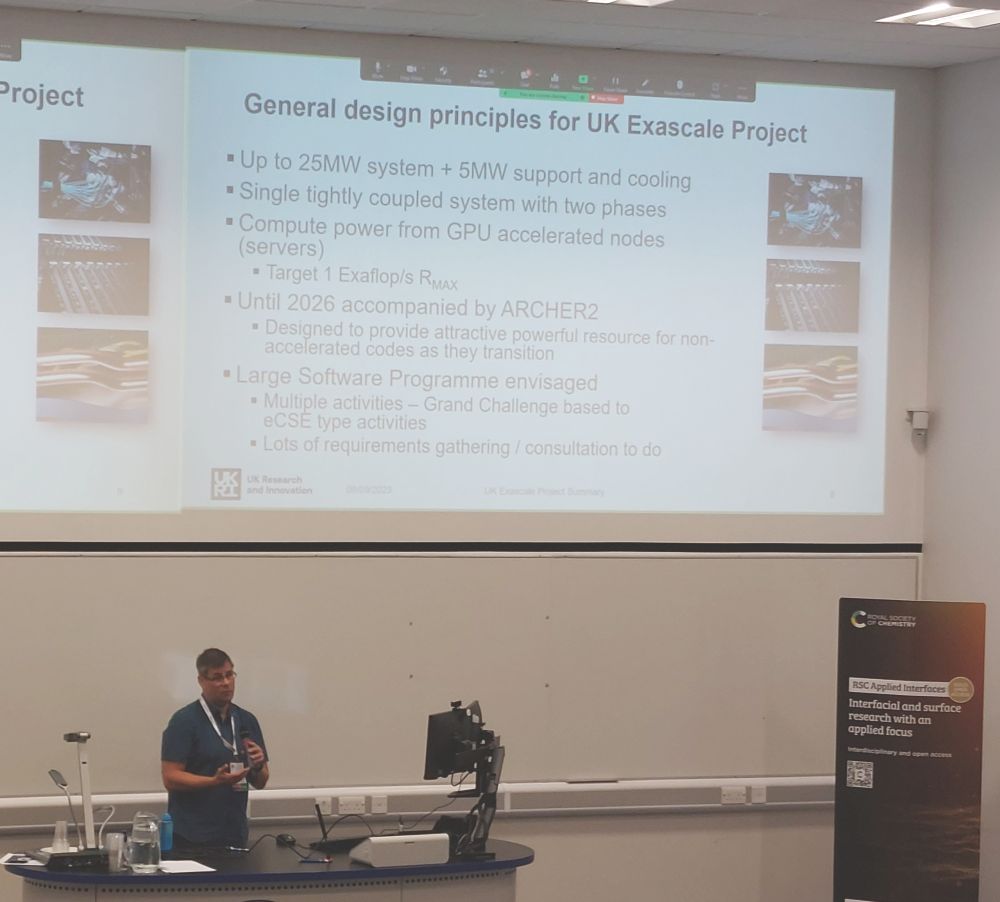 Project
General design principles for UK Exascale Project
▪ Up to 25MW system + 5MW support and cooling
▪ Single tightly coupled system with two phases
▪ Compute power from GPU accelerated nodes
(servers)
▪ Target 1 Exaflop/s RMAX
▪ Until 2026 accompanied by ARCHER2
▪ Designed to provide attractive powerful resource for non-
accelerated codes as they transition
▪ Large Software Programme envisaged
▪ Multiple activities – Grand Challenge based to
eCSE type activities
▪ Lots of requirements gathering / consultation to do
UK
RI
UK Research
and Innovation
UK Exascale Project Summary
ROYAL SOCIETY
OF CHEMISTRY
RSC Applied Interfaces
Interfacial and surface
research with an
applied focus
Interdisciplinary and open access